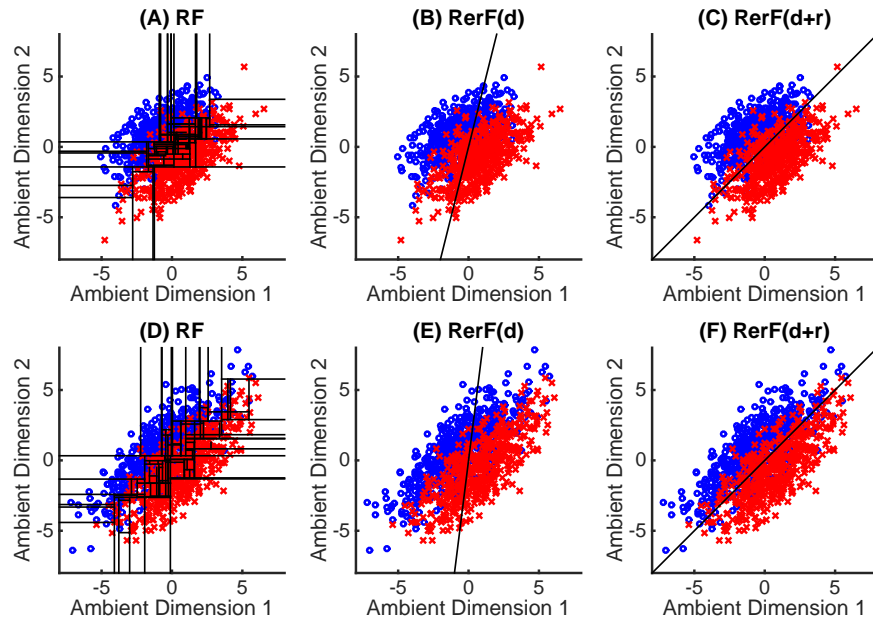 (A) RF
(B) RerF(d)
(C) RerF(d+r)
Ambient Dimension 2
5
0
-5
-5 0 5
Ambient Dimension 1
Ambient Dimension 2
5
0
-5
-5 0 5
Ambient Dimension 1
Ambient Dimension 2
5
0
-5
-5 0 5
Ambient Dimension 1
(D) RF
(E) RerF(d)
(F) RerF(d+r)
Ambient Dimension 2
5
0
-5
-5 0 5
Ambient Dimension 1
Ambient Dimension 2
5
0
-5
-5 0 5
Ambient Dimension 1
Ambient Dimension 2
5
0
-5
-5 0 5
Ambient Dimension 1